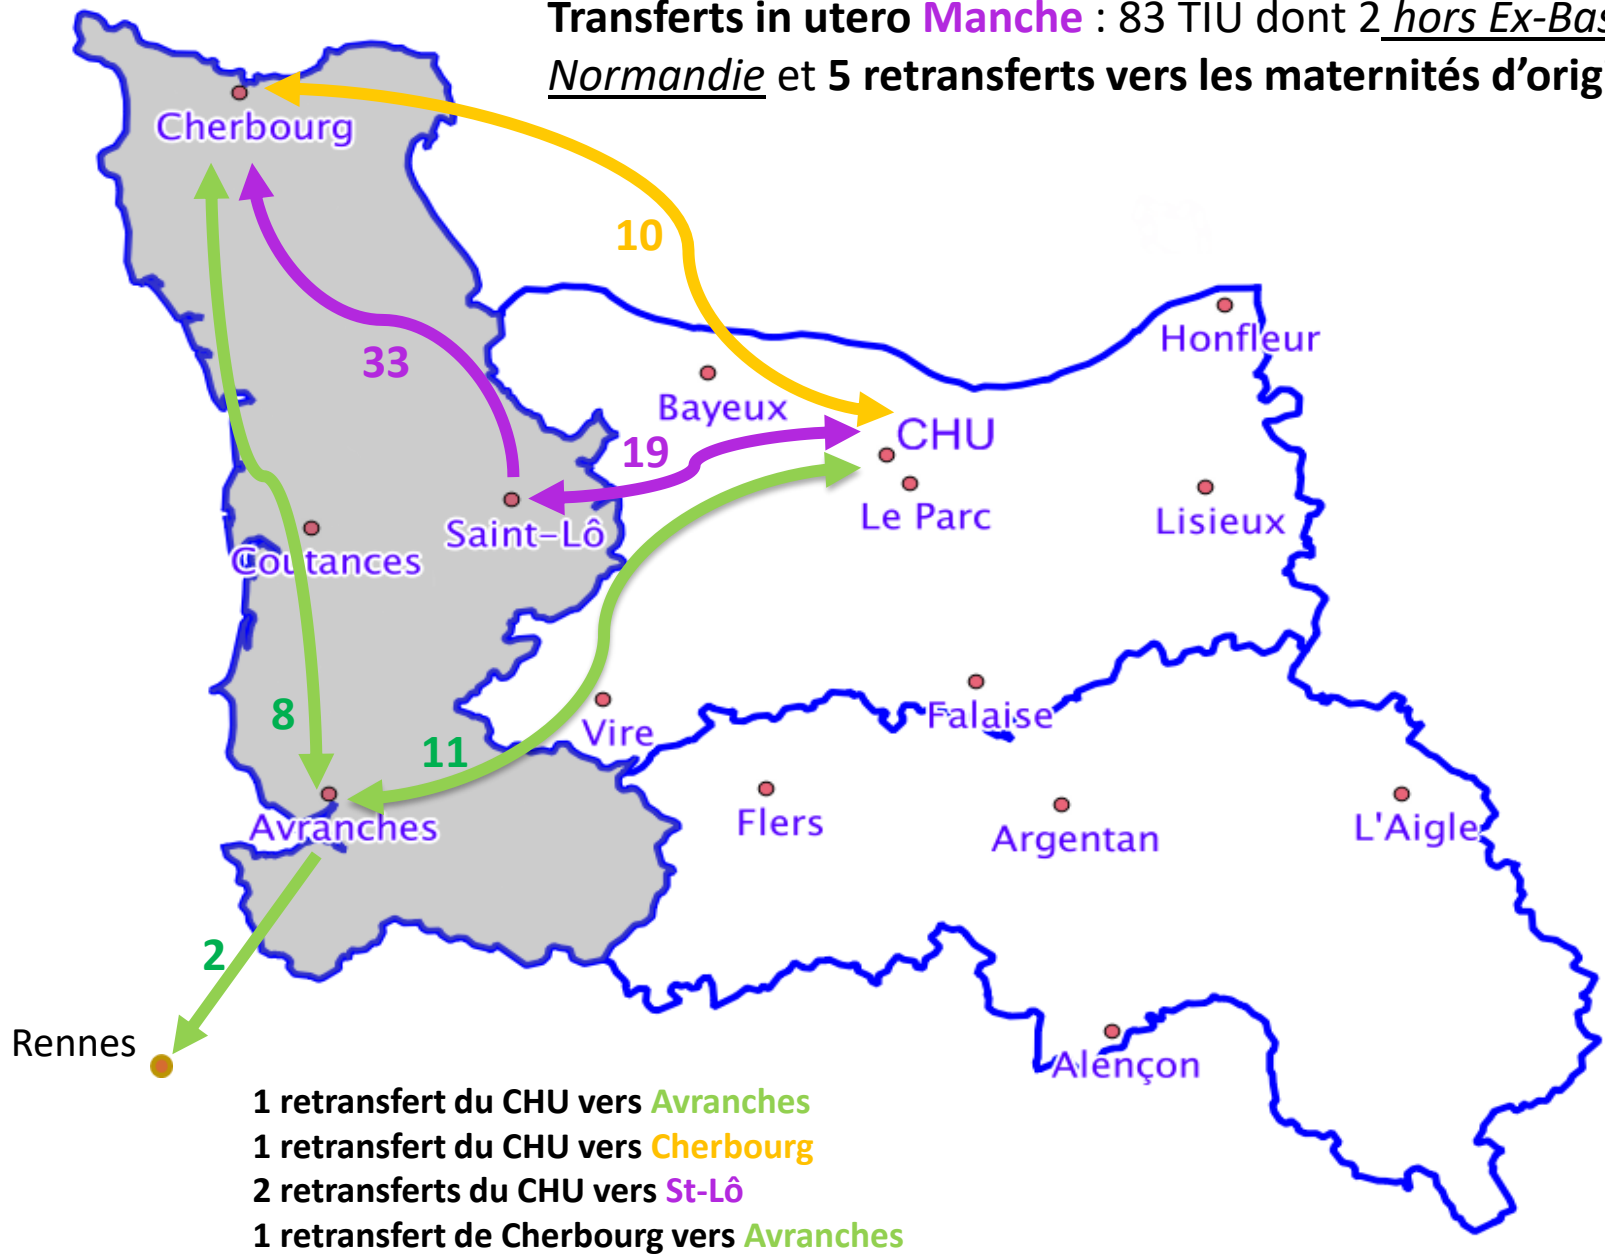 Transferts in utero Manche : 83 TIU dont 2 hors Ex-Bas
Normandie et 5 retransferts vers les maternités d’orig
Cherbourg
10
33
Honfleur
Bayeux
CHU
19
Le Parc
Lisieux
Saint-Lô
Coutances
8
11
Vire
Falaise
Avranches
Flers
Argentan
L'Aigle
2
Rennes
Alençon
1 retransfert du CHU vers Avranches
1 retransfert du CHU vers Cherbourg
2 retransferts du CHU vers St-Lô
1 retransfert de Cherbourg vers Avranches